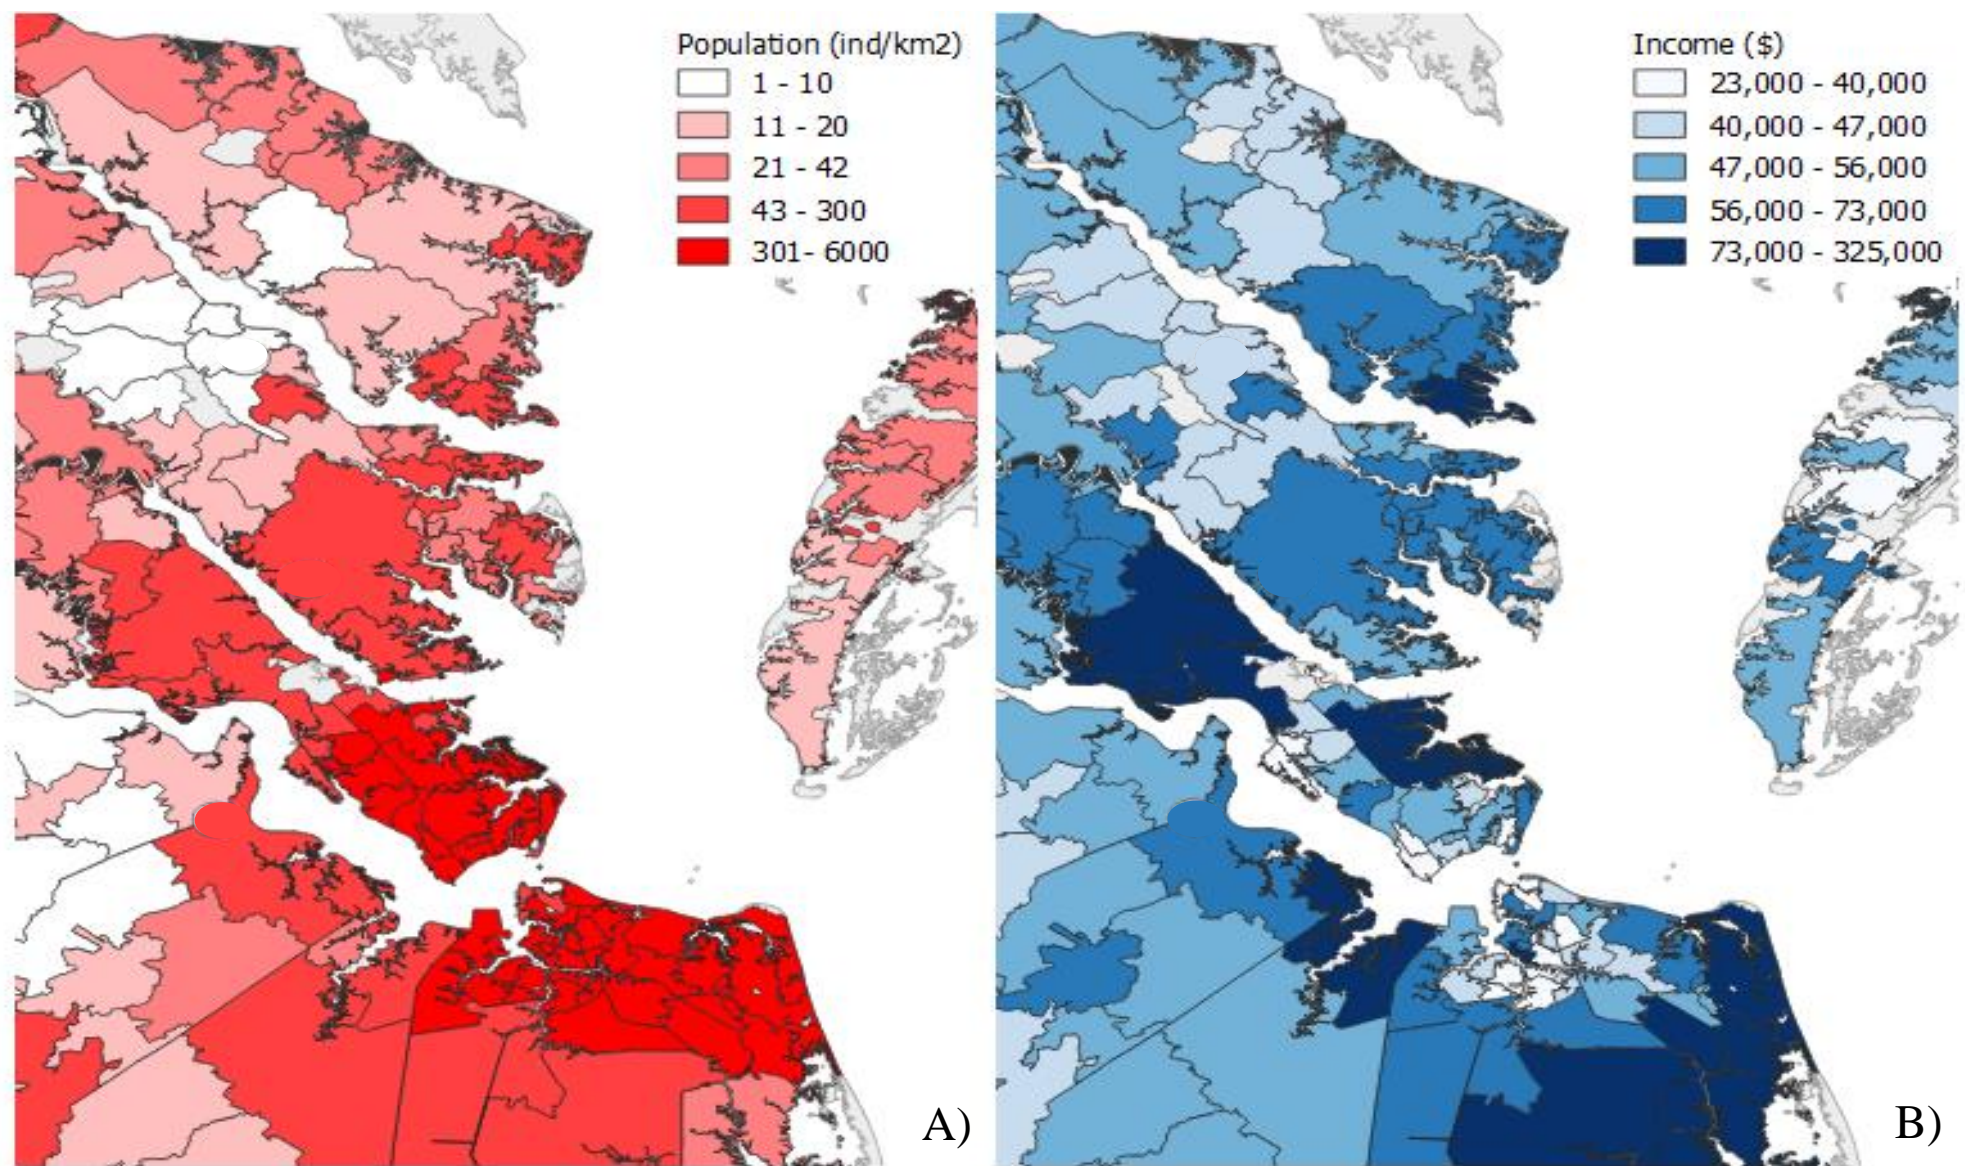 Population (ind/km2)
1 - 10
11 - 20
21 - 42
43 - 300
301- 6000
A)
Income ($)
23,000 - 40,000
40,000 - 47,000
47,000 - 56,000
56,000 - 73,000
73,000 - 325,000
B)